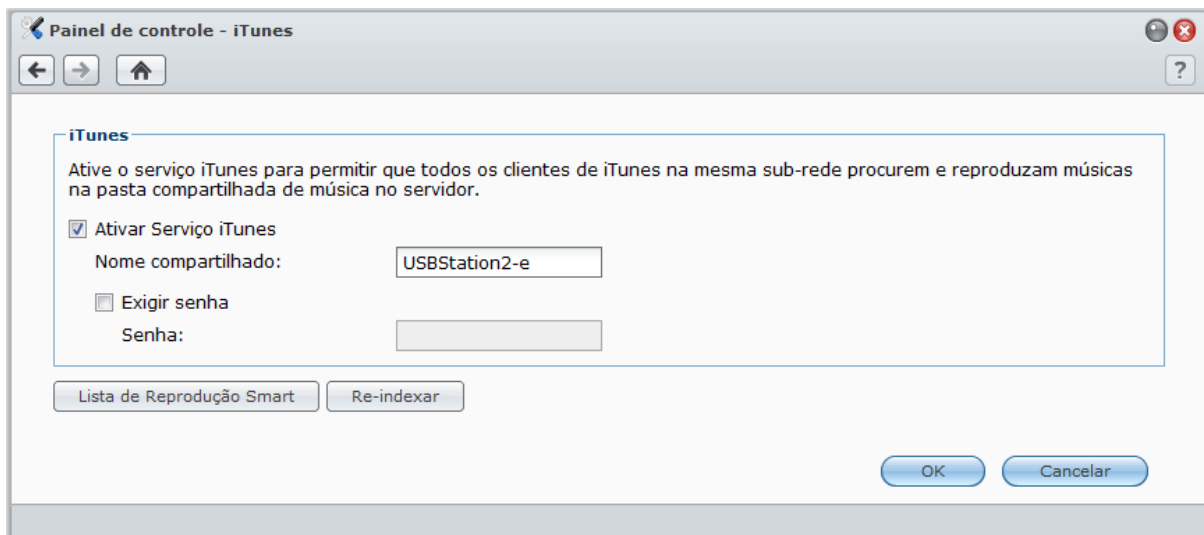 Painel de controle - iTunes
?
iTunes
Ative o serviço iTunes para permitir que todos os clientes de iTunes na mesma sub-rede procurem e reproduzam músicas
na pasta compartilhada de música no servidor.
Ativar Serviço iTunes
Nome compartilhado: USBStation2-e
Exigir senha
Senha:
Lista de Reprodução Smart Re-indexar
OK Cancelar